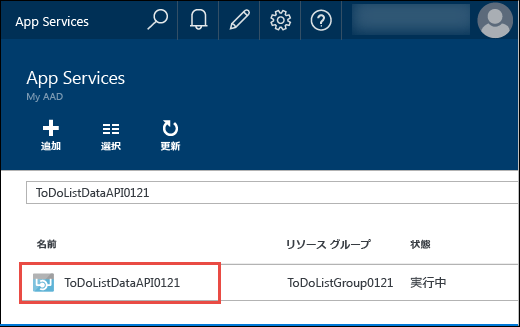 App Services
App Services
My AAD
追加 選択 更新
ToDoListDataAPI0121
名前 リソース グループ 状態
ToDoListDataAPI0121 ToDoListGroup0121 実行中